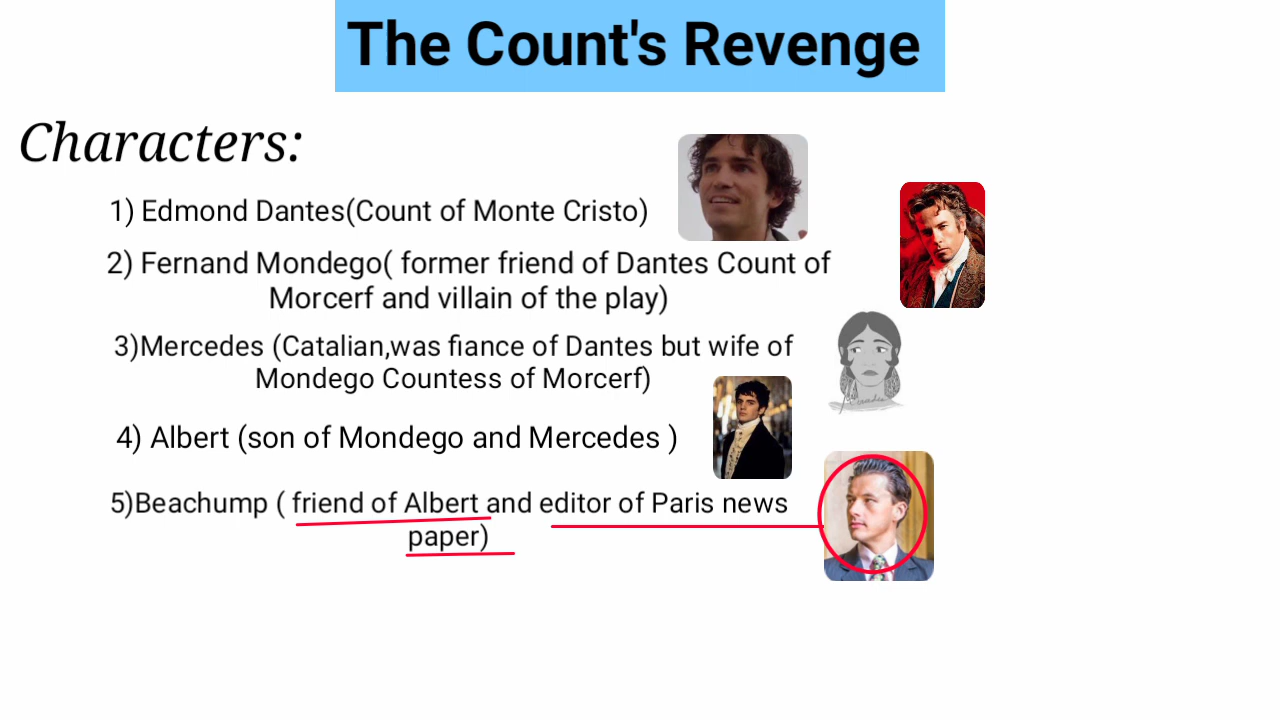 The Count's Revenge
Characters:
1) Edmond Dantes(Count of Monte Cristo)
2) Fernand Mondego( former friend of Dantes Count of
Morcerf and villain of the play)
3)Mercedes (Catalian,was fiance of Dantes but wife of
Mondego Countess of Morcerf)
4) Albert (son of Mondego and Mercedes )
5)Beachump ( friend of Albert and editor of Paris news
paper)